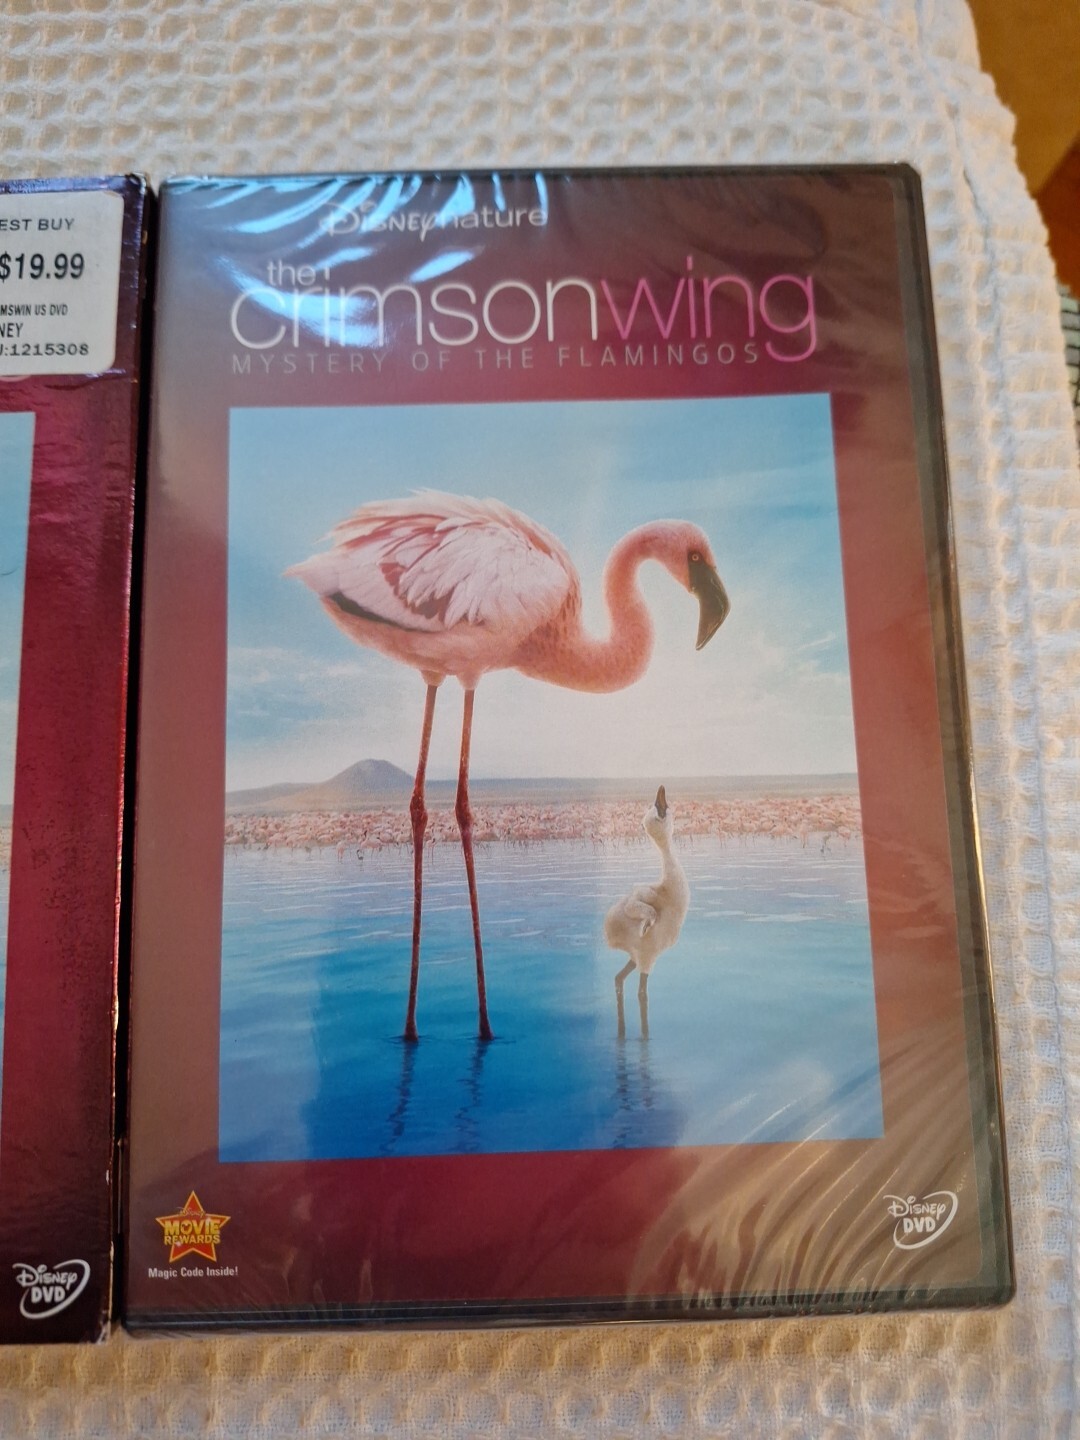 EST BUY
$19.99
MSWIN US DVD
NEY
J:1215308
Disney DVD
Disneynature
the
crimsonwing
MYSTERY OF THE FLAMINGOS
Disney
MOVIE
REWARDS
Magic Code Inside!
Disney
DVD